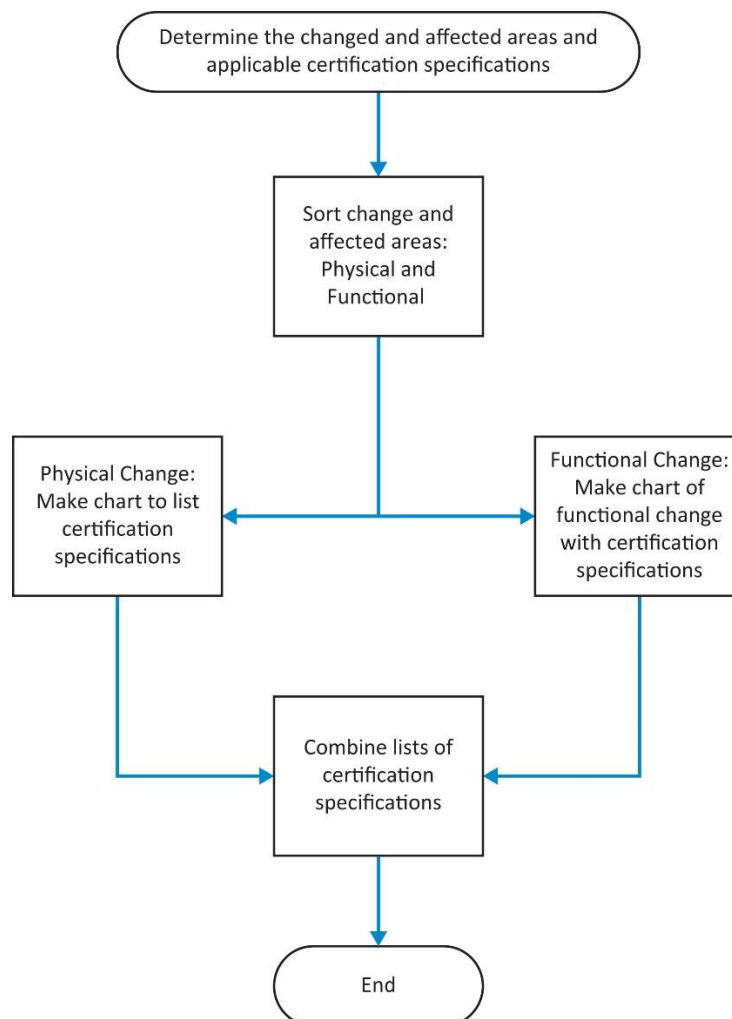 Determine the changed and affected areas and
applicable certification specifications
Sort change and
affected areas:
Physical and
Functional
Physical Change:
Make chart to list
certification
specifications
Functional Change:
Make chart of
functional change
with certification
specifications
Combine lists of
certification
specifications
End